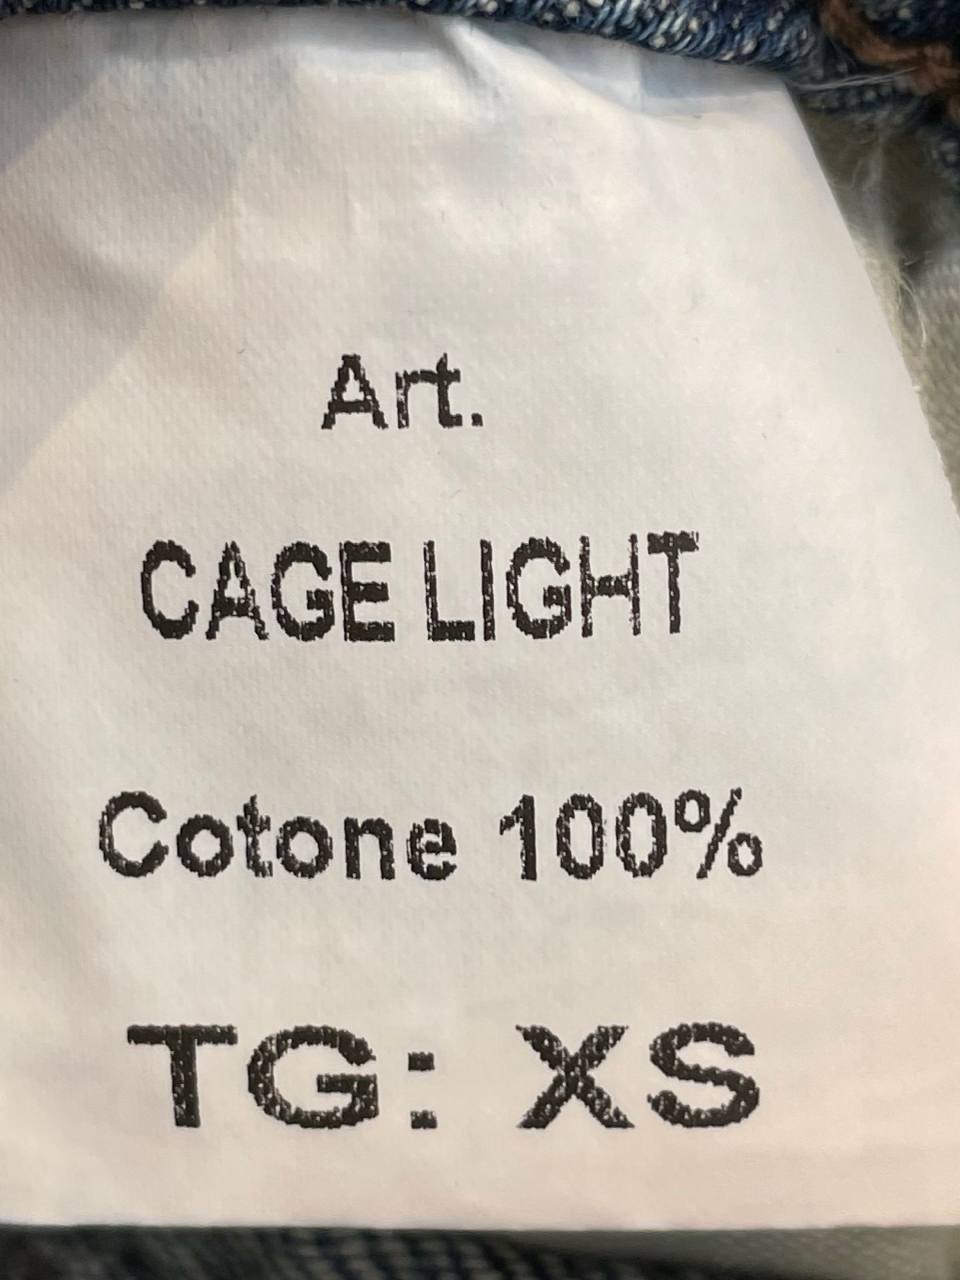 Art.
CAGE LIGHT
Cotone 100%
TG: XS